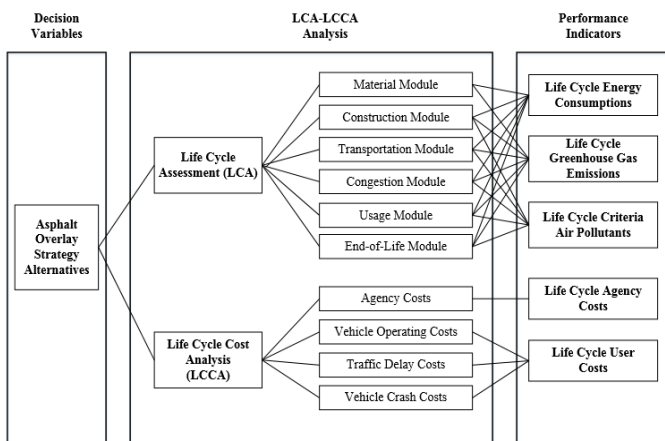 Decision
Variables
LCA-LCCA
Analysis
Performance
Indicators
Asphalt
Overlay
Strategy
Alternatives
Life Cycle
Assessment (LCA)
Life Cycle Cost
Analysis
(LCCA)
Material Module
Construction Module
Transportation Module
Congestion Module
Usage Module
End-of-Life Module
Agency Costs
Vehicle Operating Costs
Traffic Delay Costs
Vehicle Crash Costs
Life Cycle Energy
Consumptions
Life Cycle
Greenhouse Gas
Emissions
Life Cycle Criteria
Air Pollutants
Life Cycle Agency
Costs
Life Cycle User
Costs